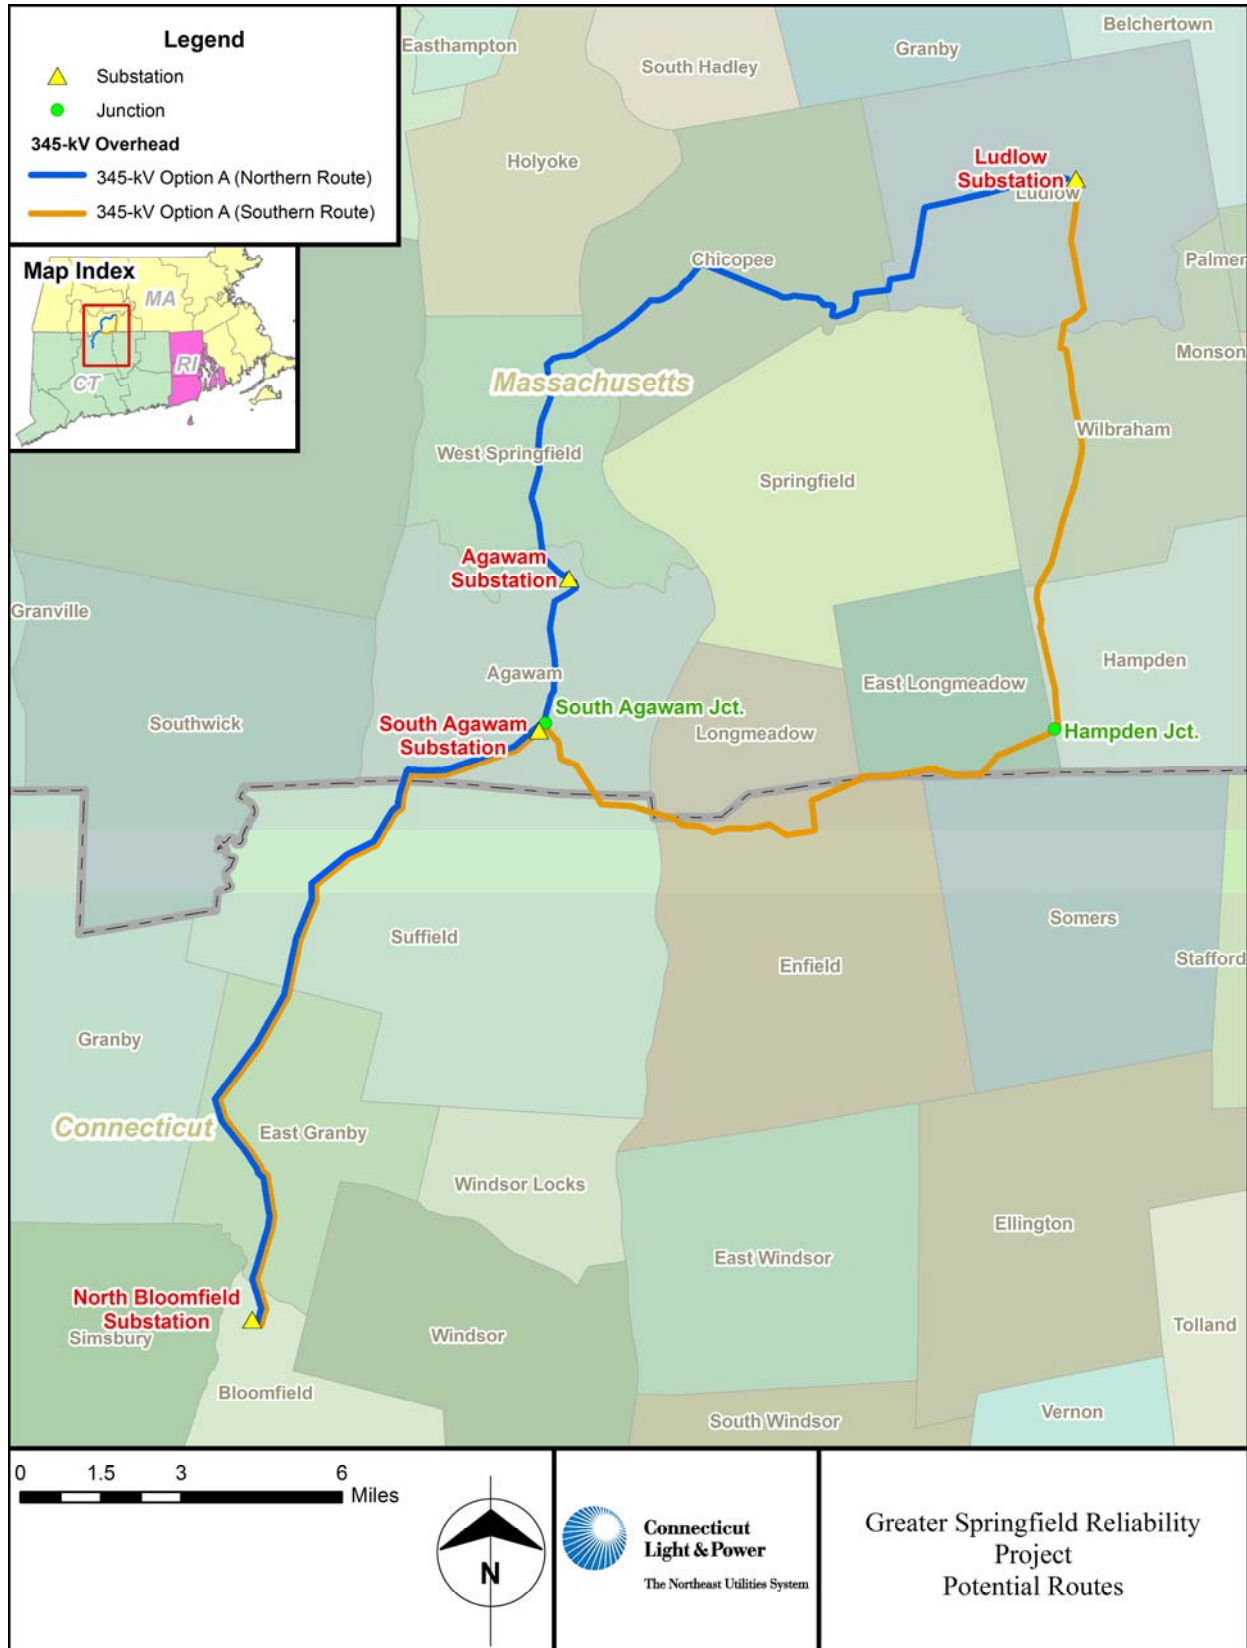 Legend
Substation
Junction
345-kV Overhead
345-kV Option A (Northern Route)
345-kV Option A (Southern Route)
Map Index
MA
CT
RI
Easthampton
South Hadley
Granby
Belchertown
Holyoke
Ludlow
Substation
Ludlow
Chicopee
Palmer
Monson
Massachusetts
West Springfield
Wilbraham
Springfield
Agawam
Substation
Granville
Agawam
Hampden
East Longmeadow
Southwick
South Agawam Jct.
South Agawam
Substation
Longmeadow
Hampden Jct.
Suffield
Somers
Enfield
Stafford
Granby
Connecticut
East Granby
Windsor Locks
Ellington
East Windsor
North Bloomfield
Substation
Simsbury
Windsor
Tolland
Bloomfield
South Windsor
Vernon
0 1.5 3 6
Miles
N
Connecticut
Light & Power
The Northeast Utilities System
Greater Springfield Reliability
Project
Potential Routes